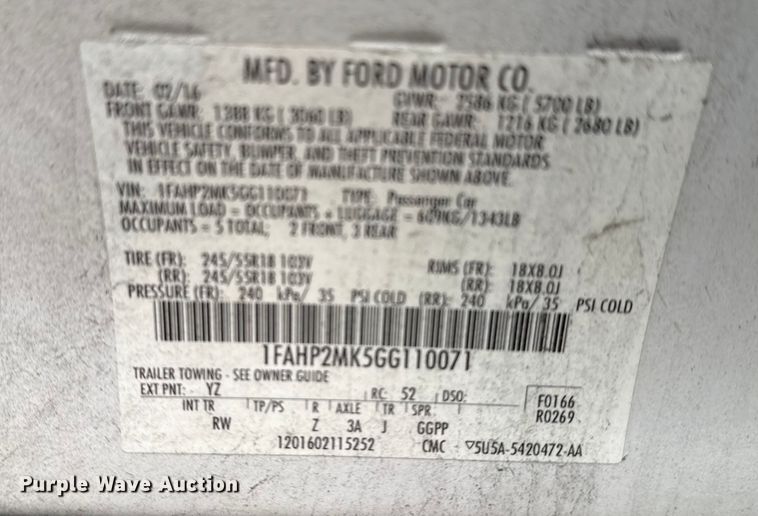 MFD. BY FORD MOTOR CO.
DATE: 02/16 GVWR: 2586 KG ( 5700 LB)
FRONT GAWR: 1388 KG ( 3060 LB) REAR GAWR: 1216 KG ( 2680 LB)
THIS VEHICLE CONFORMS TO ALL APPLICABLE FEDERAL MOTOR
VEHICLE SAFETY, BUMPER, AND THEFT PREVENTION STANDARDS
IN EFFECT ON THE DATE OF MANUFACTURE SHOWN ABOVE.
VIN: 1FAHP2MK5GG110071 TYPE: Passenger Car
MAXIMUM LOAD = OCCUPANTS + LUGGAGE = 609KG/1343LB
OCCUPANTS = 5 TOTAL; 2 FRONT, 3 REAR
TIRE (FR): 245/55R18 103V RIMS (FR): 18X8.0J
(RR): 245/55R18 103V (RR): 18X8.0J
PRESSURE (FR): 240 kPa/ 35 PSI COLD (RR): 240 kPa/ 35 PSI COLD
1FAHP2MK5GG110071
TRAILER TOWING - SEE OWNER GUIDE
EXT PNT: YZ RC: 52 DSO: F0166
INT TR TP/PS R AXLE TR SPR R0269
RW Z 3A J GGPP
1201602115252 CMC ▽5U5A-5420472-AA
Purple Wave Auction